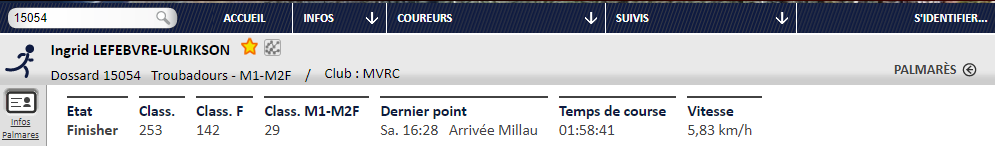 15054 ACCUEIL INFOS COUREURS SUIVIS S'IDENTIFIER...
Ingrid LEFEBVRE-ULRIKSON
Dossard 15054 Troubadours - M1-M2F / Club : MVRC
PALMARÈS
Infos
Palmares
Etat Class. Class. F Class. M1-M2F Dernier point Temps de course Vitesse
Finisher 253 142 29 Sa. 16:28 Arrivée Millau 01:58:41 5,83 km/h